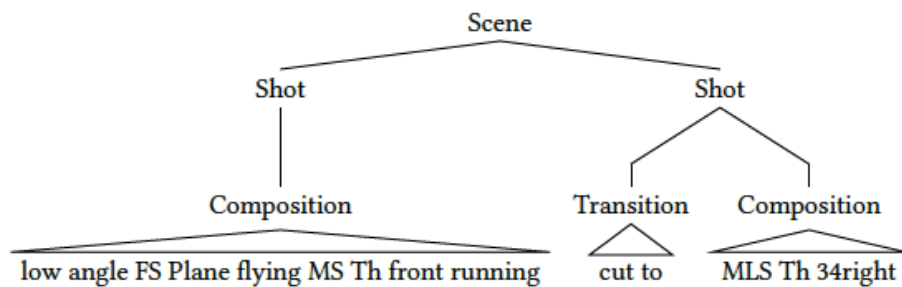 Scene
Shot Shot
Composition Transition Composition
low angle FS Plane flying MS Th front running cut to MLS Th 34right